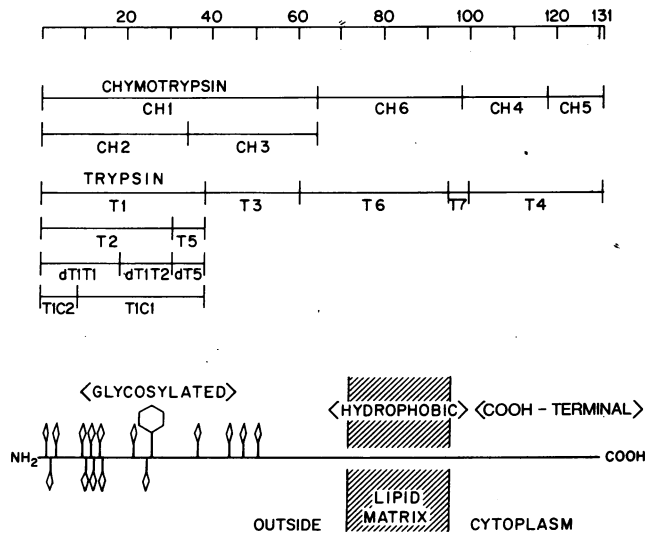 20 40 60 80 100 120 131
CHYMOTRYPSIN
CH1 CH6 CH4 CH5
CH2 CH3
TRYPSIN
T1 T3 T6 T7 T4
T2 T5
dT1T1 dT1T2 dT5
T1C2 T1C1
<GLYCOSYLATED> <HYDROPHOBIC> <COOH - TERMINAL>
NH2 COOH
LIPID
MATRIX
OUTSIDE CYTOPLASM